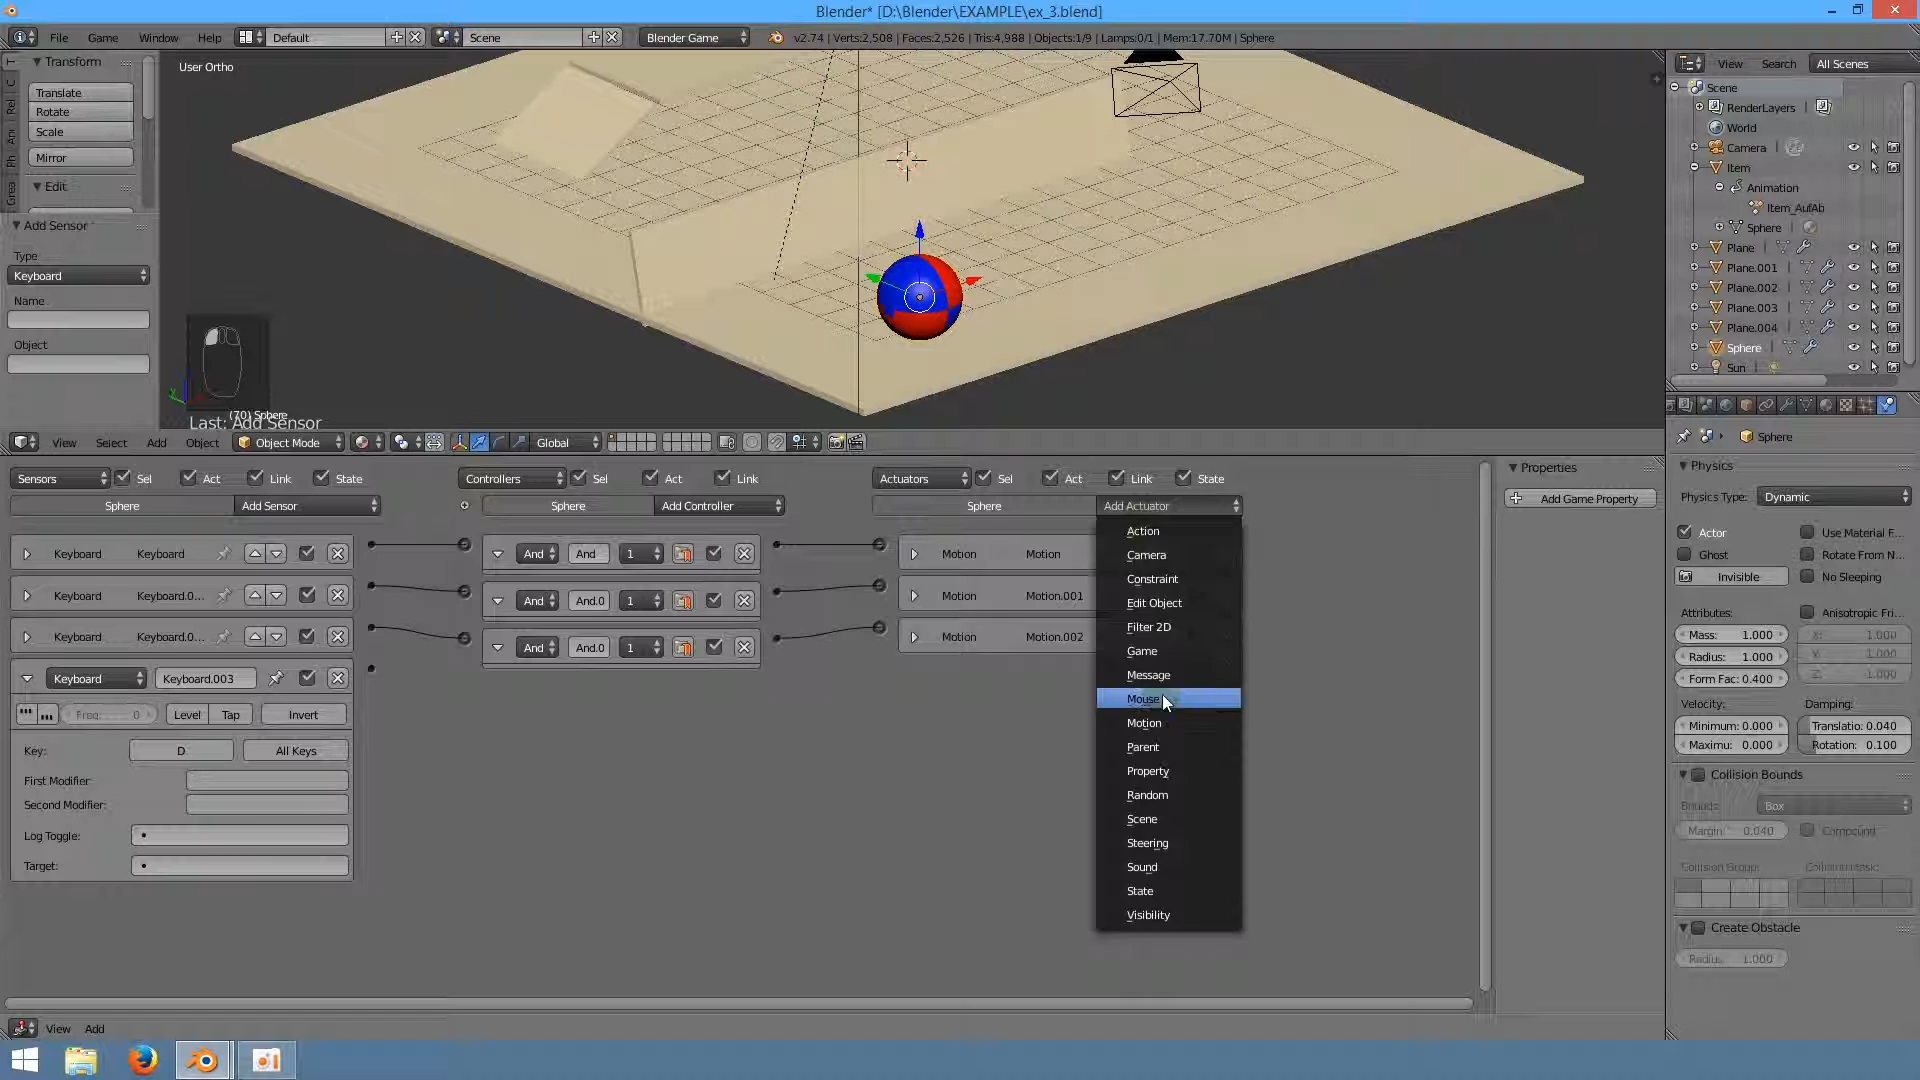 Blender* [D:\Blender\EXAMPLE\ex_3.blend]
File Game Window Help Default Scene Blender Game v2.74 | Verts:2,508 | Faces:2,526 | Tris:4,988 | Objects:1/9 | Lamps:0/1 | Mem:17.70M | Sphere
Transform
Translate
Rotate
Scale
Mirror
Edit
Add Sensor
Type
Keyboard
Name
Object
User Ortho
(70) Sphere
Last: Add Sensor
View Search All Scenes
Scene
RenderLayers
World
Camera
Item
Animation
Item_AufAb
Sphere
Plane
Plane.001
Plane.002
Plane.003
Plane.004
Sphere
Sun
View Select Add Object Object Mode Global
Sensors Sel Act Link State Controllers Sel Act Link Actuators Sel Act Link State
Sphere Add Sensor Sphere Add Controller Sphere Add Actuator
Keyboard Keyboard And And 1 Motion Motion
Keyboard Keyboard.0... And And.0 1 Motion Motion.001
Keyboard Keyboard.0... And And.0 1 Motion Motion.002
Keyboard Keyboard.003
Freq: 0 Level Tap Invert
Key: D All Keys
First Modifier:
Second Modifier:
Log Toggle:
Target:
Action
Camera
Constraint
Edit Object
Filter 2D
Game
Message
Mouse
Motion
Parent
Property
Random
Scene
Steering
Sound
State
Visibility
Properties
Add Game Property
Sphere
Physics
Physics Type: Dynamic
Actor Use Material F...
Ghost Rotate From N...
Invisible No Sleeping
Attributes: Anisotropic Fri...
Mass: 1.000 X: 1.000
Radius: 1.000 Y: 1.000
Form Fac: 0.400 Z: 1.000
Velocity: Damping:
Minimum: 0.000 Translatio: 0.040
Maximu: 0.000 Rotation: 0.100
Collision Bounds
Bounds: Box
Margin: 0.040 Compound
Collision Group: Collision Mask:
Create Obstacle
Radius: 1.000
View Add